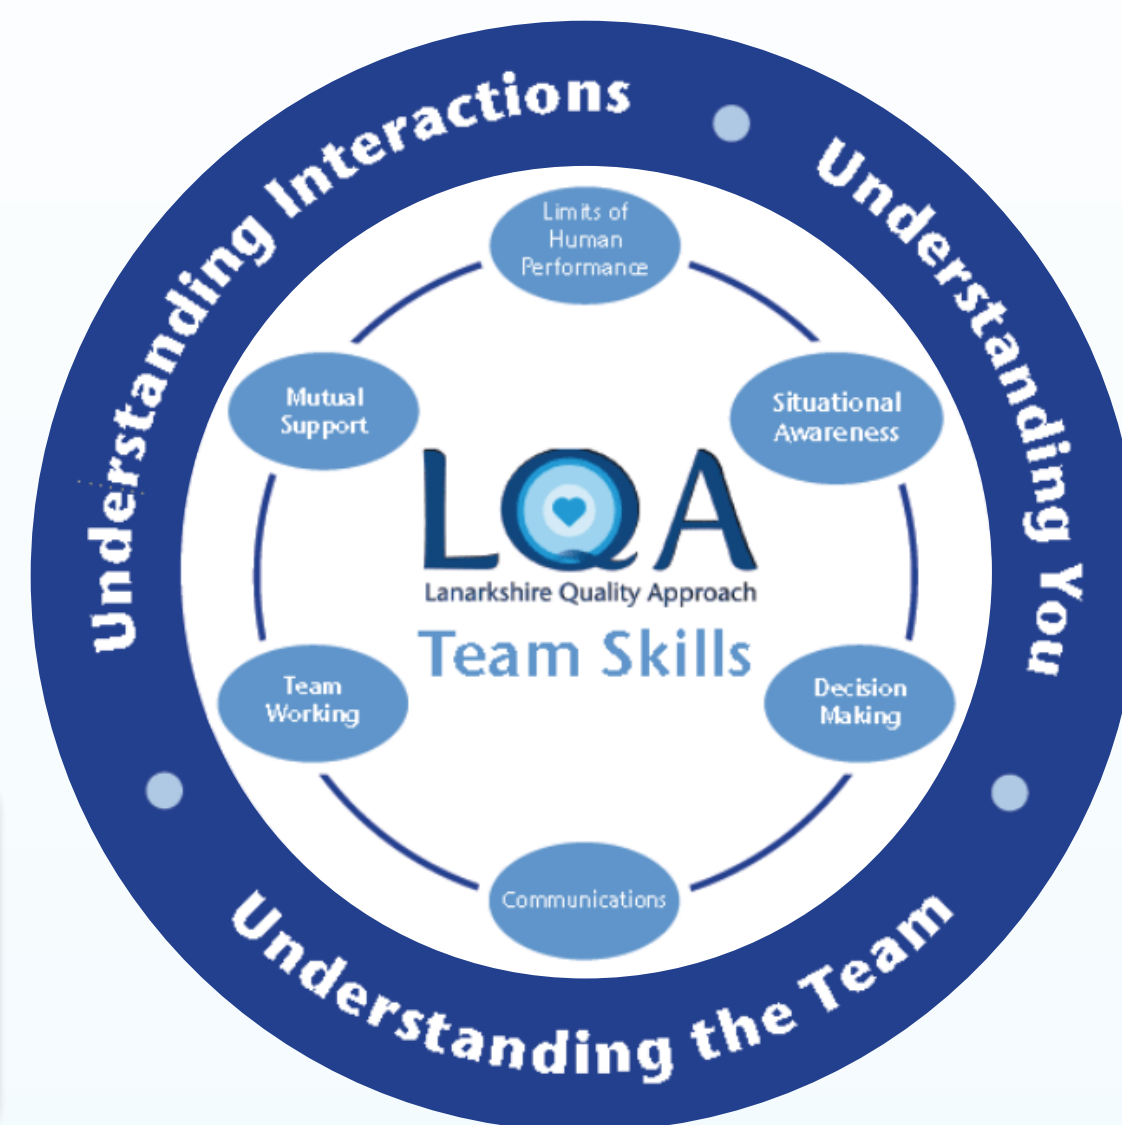 Understanding Interactions
Understanding You
Limits of
Human
Performance
Mutual
Support
Situational
Awareness
LQA
Lanarkshire Quality Approach
Team Skills
Team
Working
Decision
Making
Communications
Understanding the Team